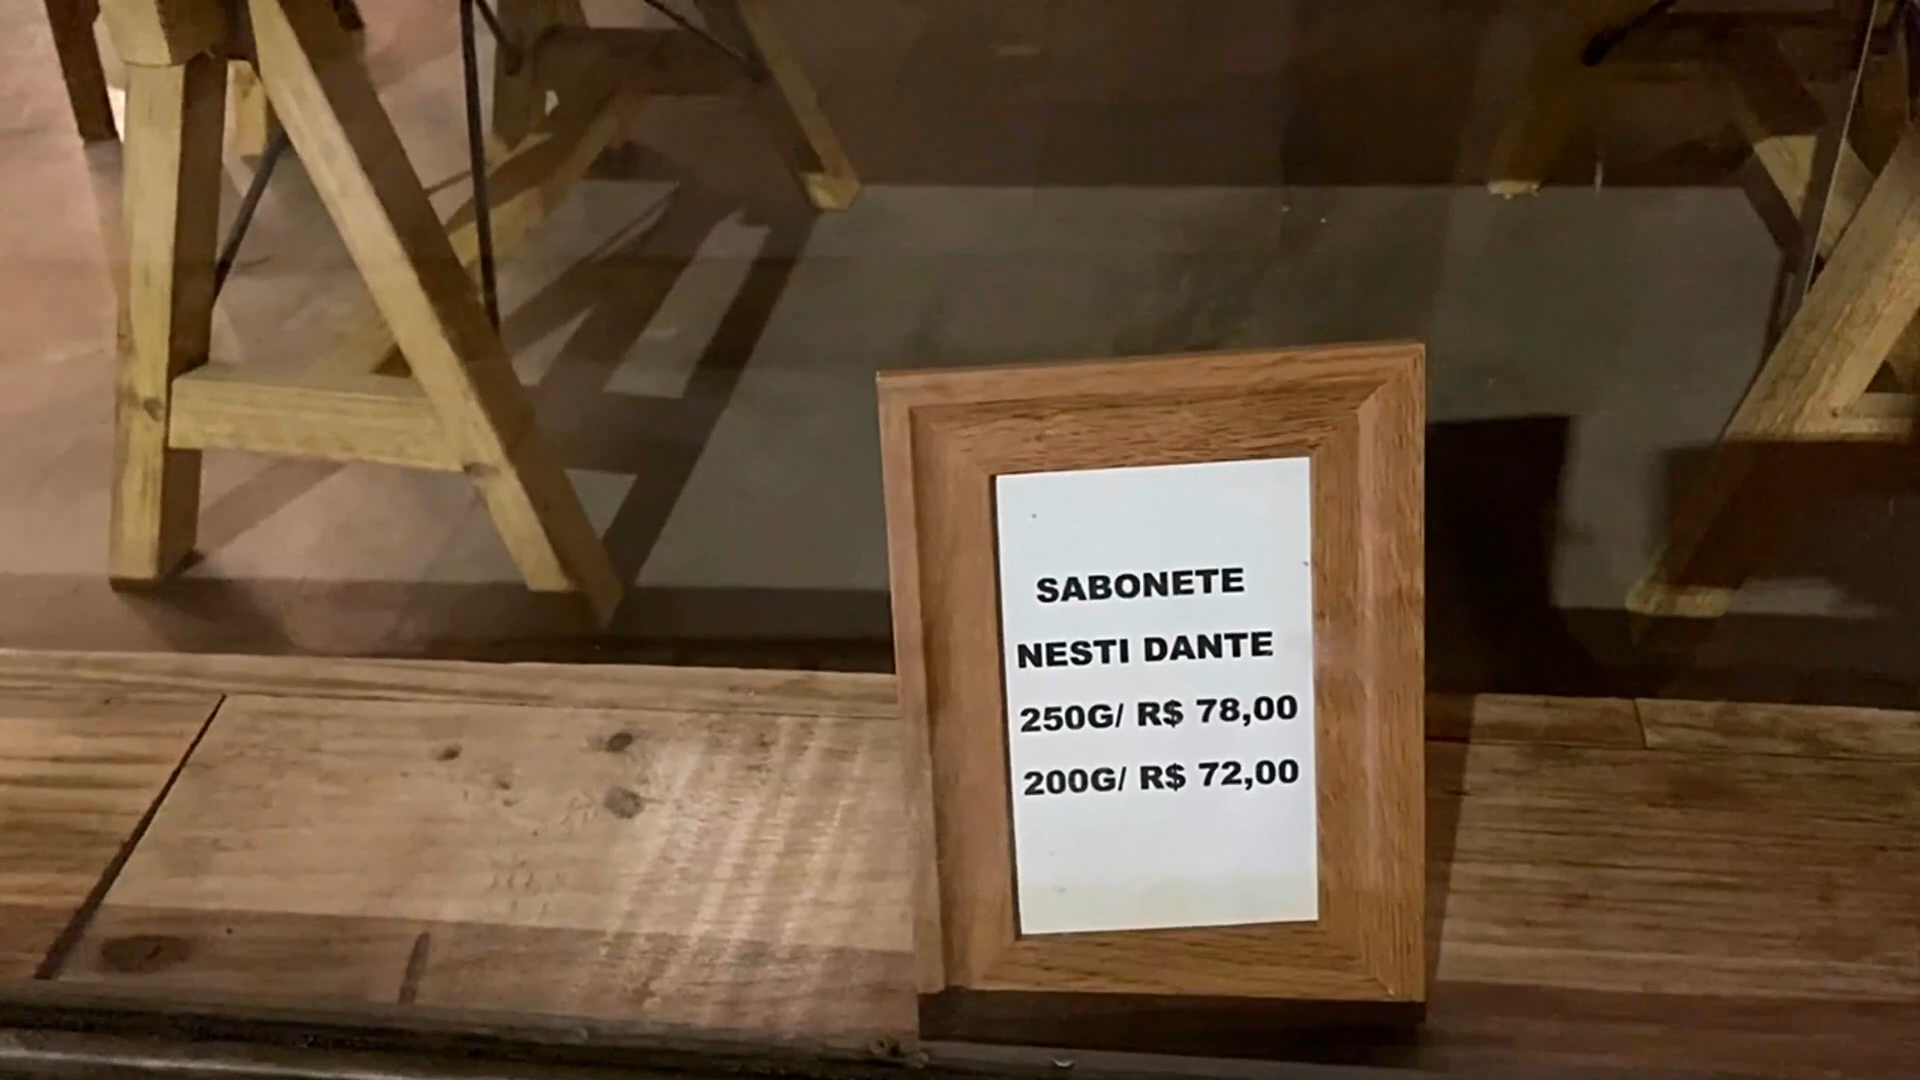 SABONETE
NESTI DANTE
250G/ R$ 78,00
200G/ R$ 72,00